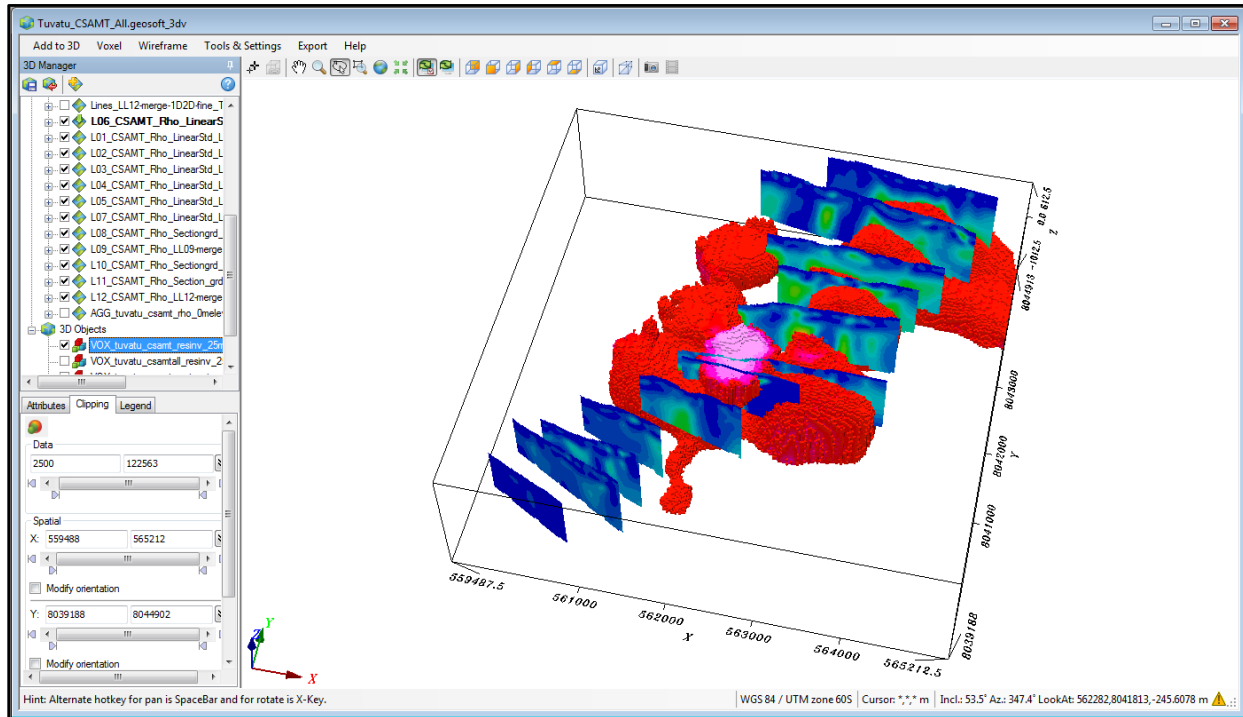 Tuvatu_CSAMT_All.geosoft_3dv
Add to 3D Voxel Wireframe Tools & Settings Export Help
3D Manager
Lines_LL12-merge-1D2D-fine_T
L06_CSAMT_Rho_LinearS
L01_CSAMT_Rho_LinearStd_L
L02_CSAMT_Rho_LinearStd_L
L03_CSAMT_Rho_LinearStd_L
L04_CSAMT_Rho_LinearStd_L
L05_CSAMT_Rho_LinearStd_L
L07_CSAMT_Rho_LinearStd_L
L08_CSAMT_Rho_Sectiongrd_
L09_CSAMT_Rho_LL09-merge
L10_CSAMT_Rho_Sectiongrd_
L11_CSAMT_Rho_Section_grd
L12_CSAMT_Rho_LL12-merge
AGG_tuvatu_csamt_rho_0melev
3D Objects
VOX_tuvatu_csamt_resinv_25m
VOX_tuvatu_csamtall_resinv_2
Attributes Clipping Legend
Data
2500 122563
Spatial
X: 559488 565212
Modify orientation
Y: 8039188 8044902
Modify orientation
612.5
0.0
Z
-1012.5
8044913
8043000
8042000
Y
8041000
8039188
559487.5
561000
562000
X
563000
564000
565212.5
Z
Y
X
Hint: Alternate hotkey for pan is SpaceBar and for rotate is X-Key. WGS 84 / UTM zone 60S Cursor: *,*,* m Incl.: 53.5° Az.: 347.4° LookAt: 562282,8041813,-245.6078 m